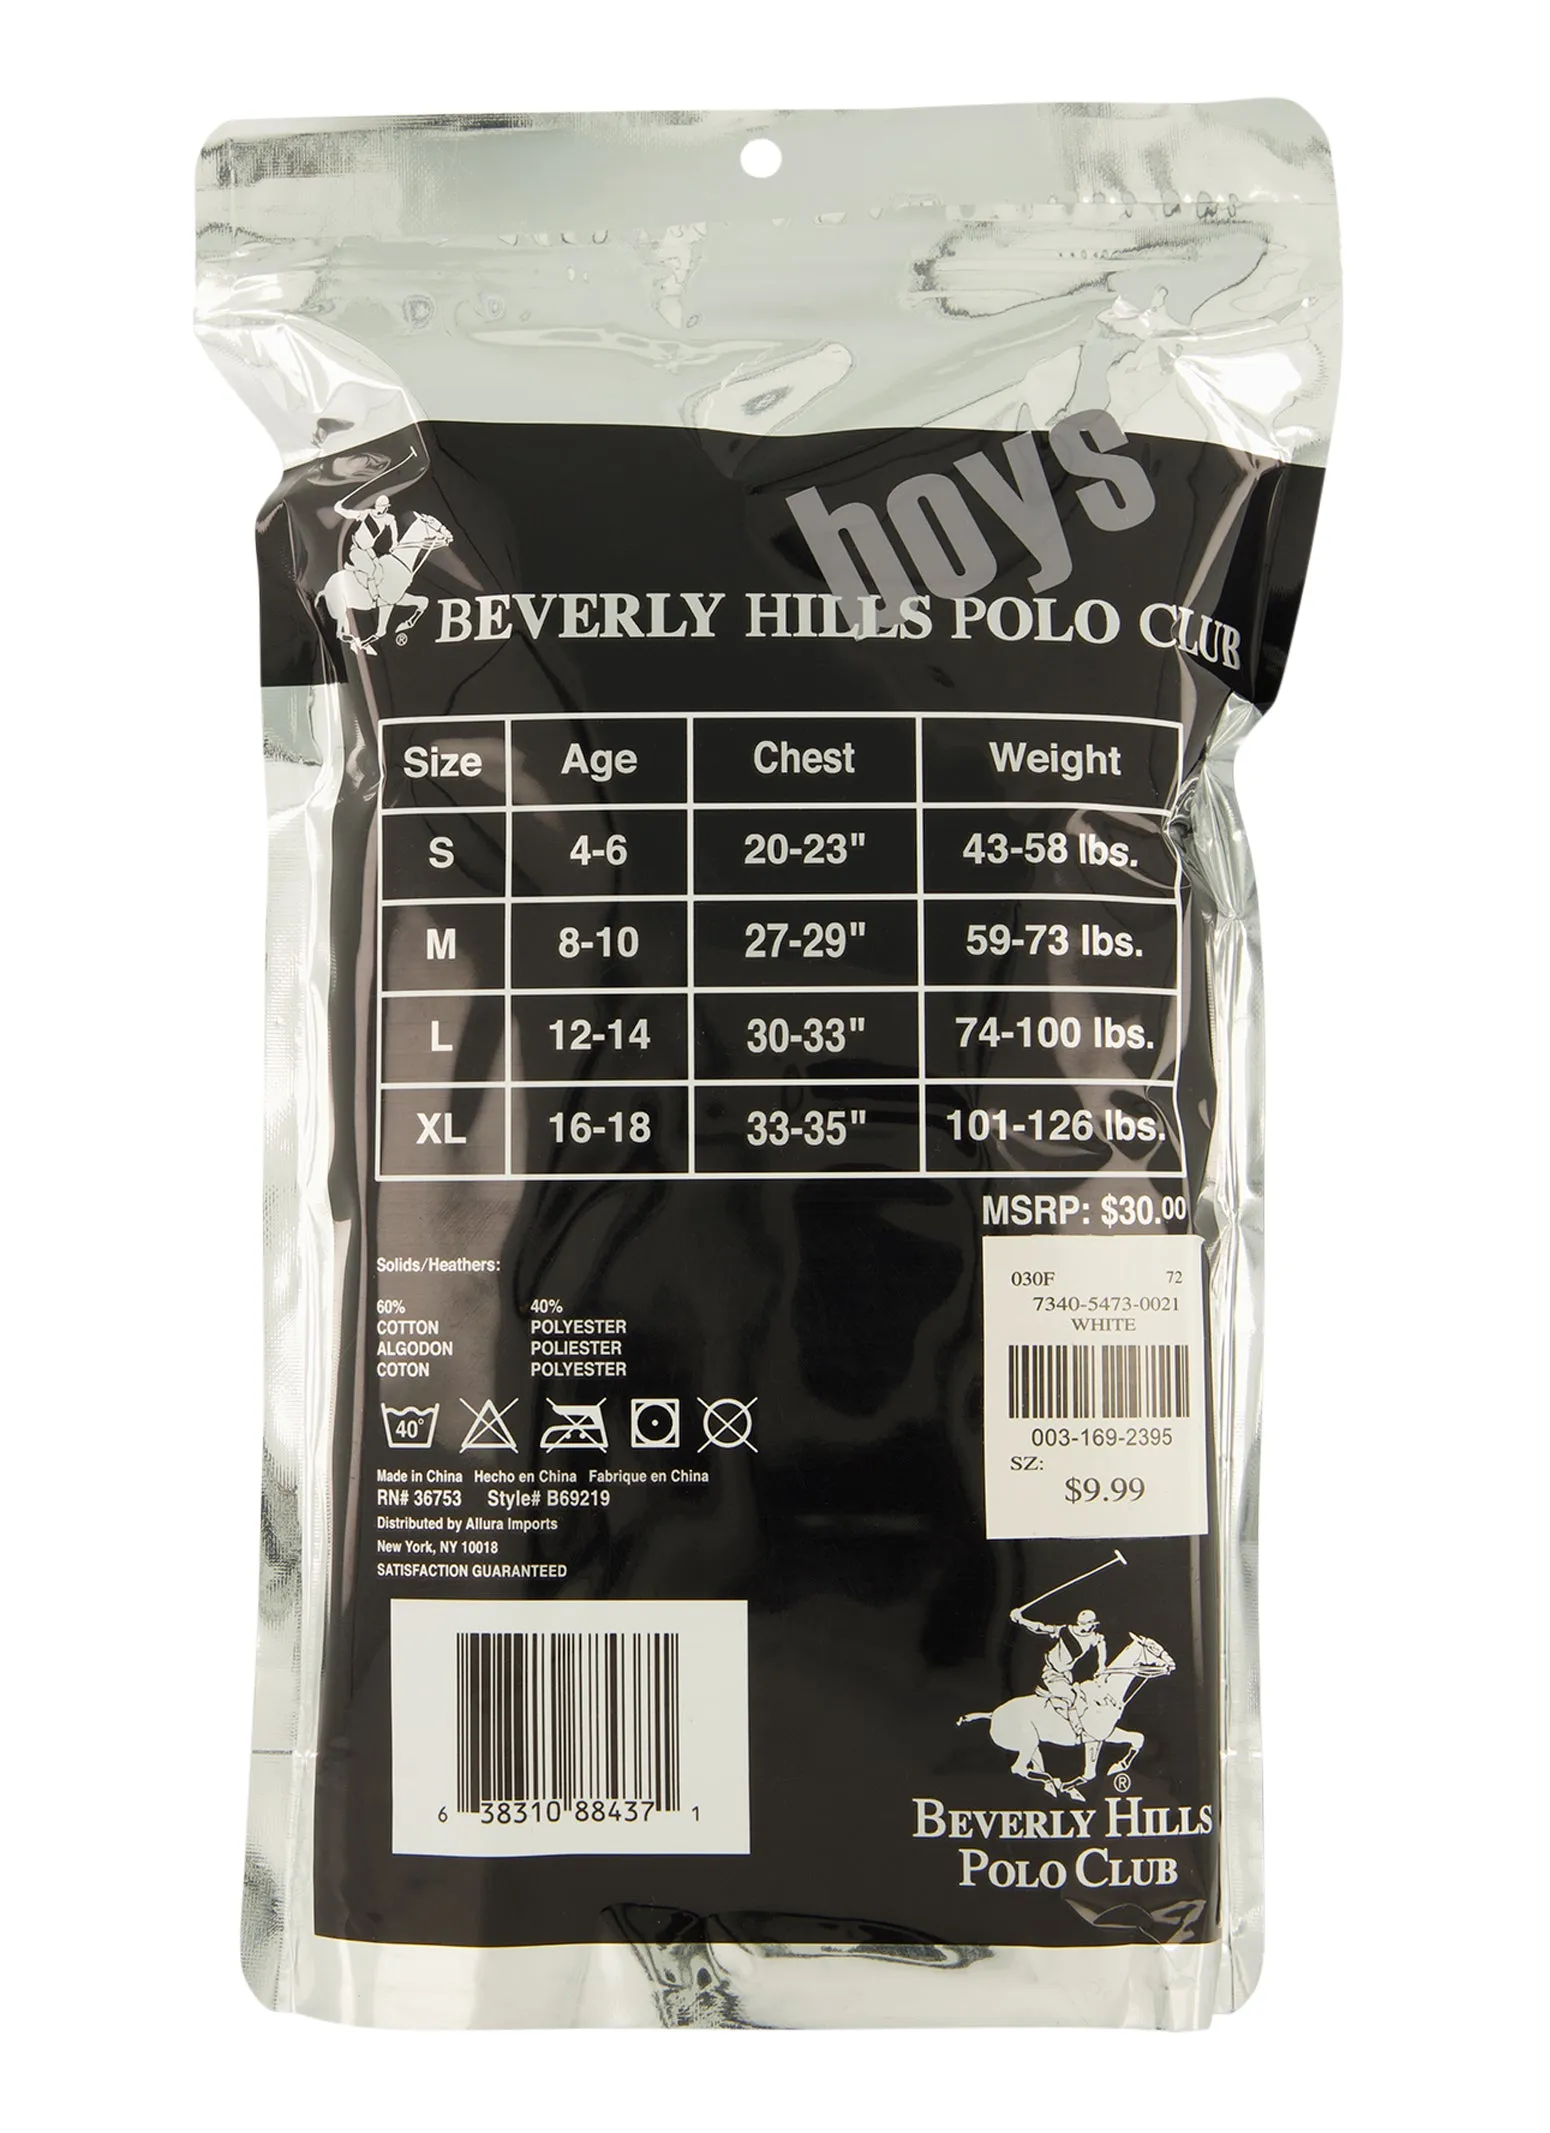 boys
® BEVERLY HILLS POLO CLUB
Size Age Chest Weight
S 4-6 20-23" 43-58 lbs.
M 8-10 27-29" 59-73 lbs.
L 12-14 30-33" 74-100 lbs.
XL 16-18 33-35" 101-126 lbs.
MSRP: $30.00
Solids/Heathers:
60% 40%
COTTON POLYESTER
ALGODON POLIESTER
COTON POLYESTER
40°
Made in China Hecho en China Fabrique en China
RN# 36753 Style# B69219
Distributed by Allura Imports
New York, NY 10018
SATISFACTION GUARANTEED
6 38310 88437 1
030F 72
7340-5473-0021
WHITE
003-169-2395
SZ:
$9.99
®
BEVERLY HILLS
POLO CLUB